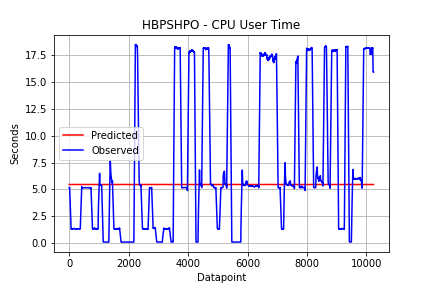 HBPSHPO - CPU User Time
Seconds
17.5
15.0
12.5
10.0
7.5
5.0
2.5
0.0
Predicted
Observed
0 2000 4000 6000 8000 10000
Datapoint